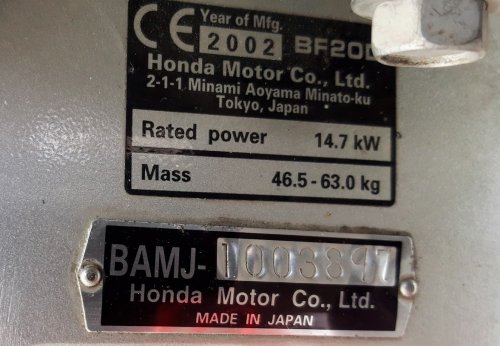 CE Year of Mfg.
2002 BF20D
Honda Motor Co., Ltd.
2-1-1 Minami Aoyama Minato-ku
Tokyo, Japan
Rated power 14.7 kW
Mass 46.5 - 63.0 kg
BAMJ- 1003897
Honda Motor Co., Ltd.
MADE IN JAPAN